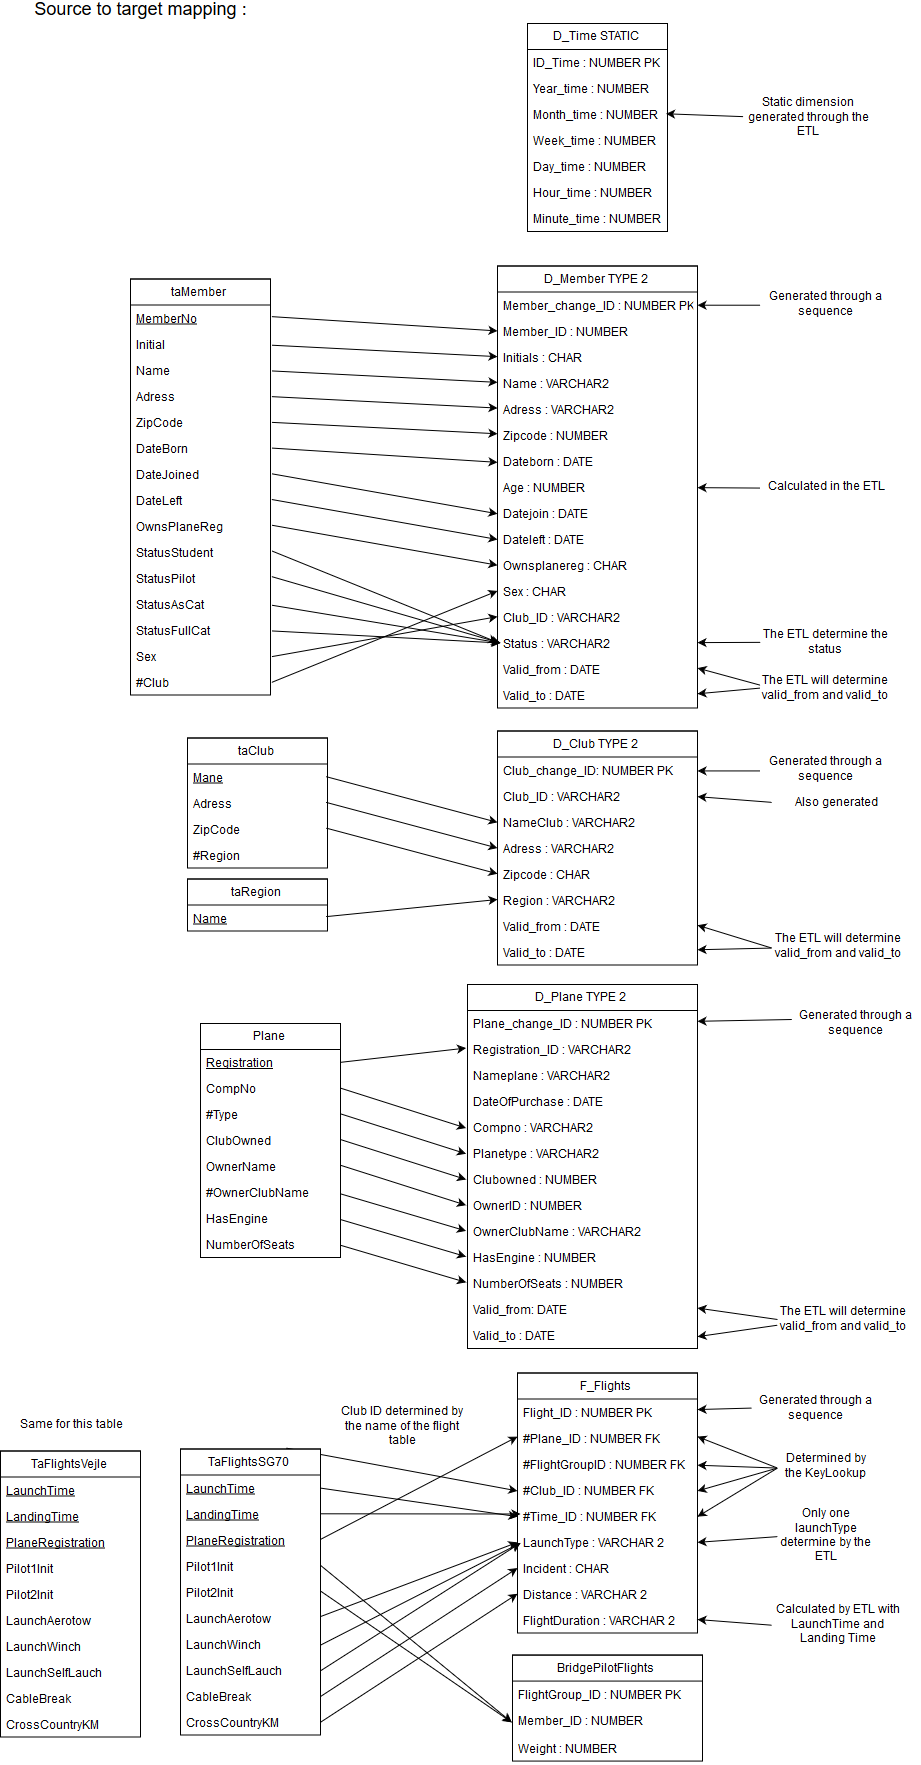 Source to target mapping :
D_Time STATIC
ID_Time : NUMBER PK
Year_time : NUMBER
Month_time : NUMBER
Week_time : NUMBER
Day_time : NUMBER
Hour_time : NUMBER
Minute_time : NUMBER
Static dimension
generated through the
ETL
taMember
MemberNo
Initial
Name
Adress
ZipCode
DateBorn
DateJoined
DateLeft
OwnsPlaneReg
StatusStudent
StatusPilot
StatusAsCat
StatusFullCat
Sex
#Club
D_Member TYPE 2
Member_change_ID : NUMBER PK
Member_ID : NUMBER
Initials : CHAR
Name : VARCHAR2
Adress : VARCHAR2
Zipcode : NUMBER
Dateborn : DATE
Age : NUMBER
Datejoin : DATE
Dateleft : DATE
Ownsplanereg : CHAR
Sex : CHAR
Club_ID : VARCHAR2
Status : VARCHAR2
Valid_from : DATE
Valid_to : DATE
Generated through a
sequence
Calculated in the ETL
The ETL determine the
status
The ETL will determine
valid_from and valid_to
taClub
Mane
Adress
ZipCode
#Region
taRegion
Name
D_Club TYPE 2
Club_change_ID: NUMBER PK
Club_ID : VARCHAR2
NameClub : VARCHAR2
Adress : VARCHAR2
Zipcode : CHAR
Region : VARCHAR2
Valid_from : DATE
Valid_to : DATE
Generated through a
sequence
Also generated
The ETL will determine
valid_from and valid_to
Plane
Registration
CompNo
#Type
ClubOwned
OwnerName
#OwnerClubName
HasEngine
NumberOfSeats
D_Plane TYPE 2
Plane_change_ID : NUMBER PK
Registration_ID : VARCHAR2
Nameplane : VARCHAR2
DateOfPurchase : DATE
Compno : VARCHAR2
Planetype : VARCHAR2
Clubowned : NUMBER
OwnerID : NUMBER
OwnerClubName : VARCHAR2
HasEngine : NUMBER
NumberOfSeats : NUMBER
Valid_from: DATE
Valid_to : DATE
Generated through a
sequence
The ETL will determine
valid_from and valid_to
Same for this table
TaFlightsVejle
LaunchTime
LandingTime
PlaneRegistration
Pilot1Init
Pilot2Init
LaunchAerotow
LaunchWinch
LaunchSelfLauch
CableBreak
CrossCountryKM
Club ID determined by
the name of the flight
table
TaFlightsSG70
LaunchTime
LandingTime
PlaneRegistration
Pilot1Init
Pilot2Init
LaunchAerotow
LaunchWinch
LaunchSelfLauch
CableBreak
CrossCountryKM
F_Flights
Flight_ID : NUMBER PK
#Plane_ID : NUMBER FK
#FlightGroupID : NUMBER FK
#Club_ID : NUMBER FK
#Time_ID : NUMBER FK
LaunchType : VARCHAR 2
Incident : CHAR
Distance : VARCHAR 2
FlightDuration : VARCHAR 2
Generated through a
sequence
Determined by
the KeyLookup
Only one
launchType
determine by the
ETL
Calculated by ETL with
LaunchTime and
Landing Time
BridgePilotFlights
FlightGroup_ID : NUMBER PK
Member_ID : NUMBER
Weight : NUMBER